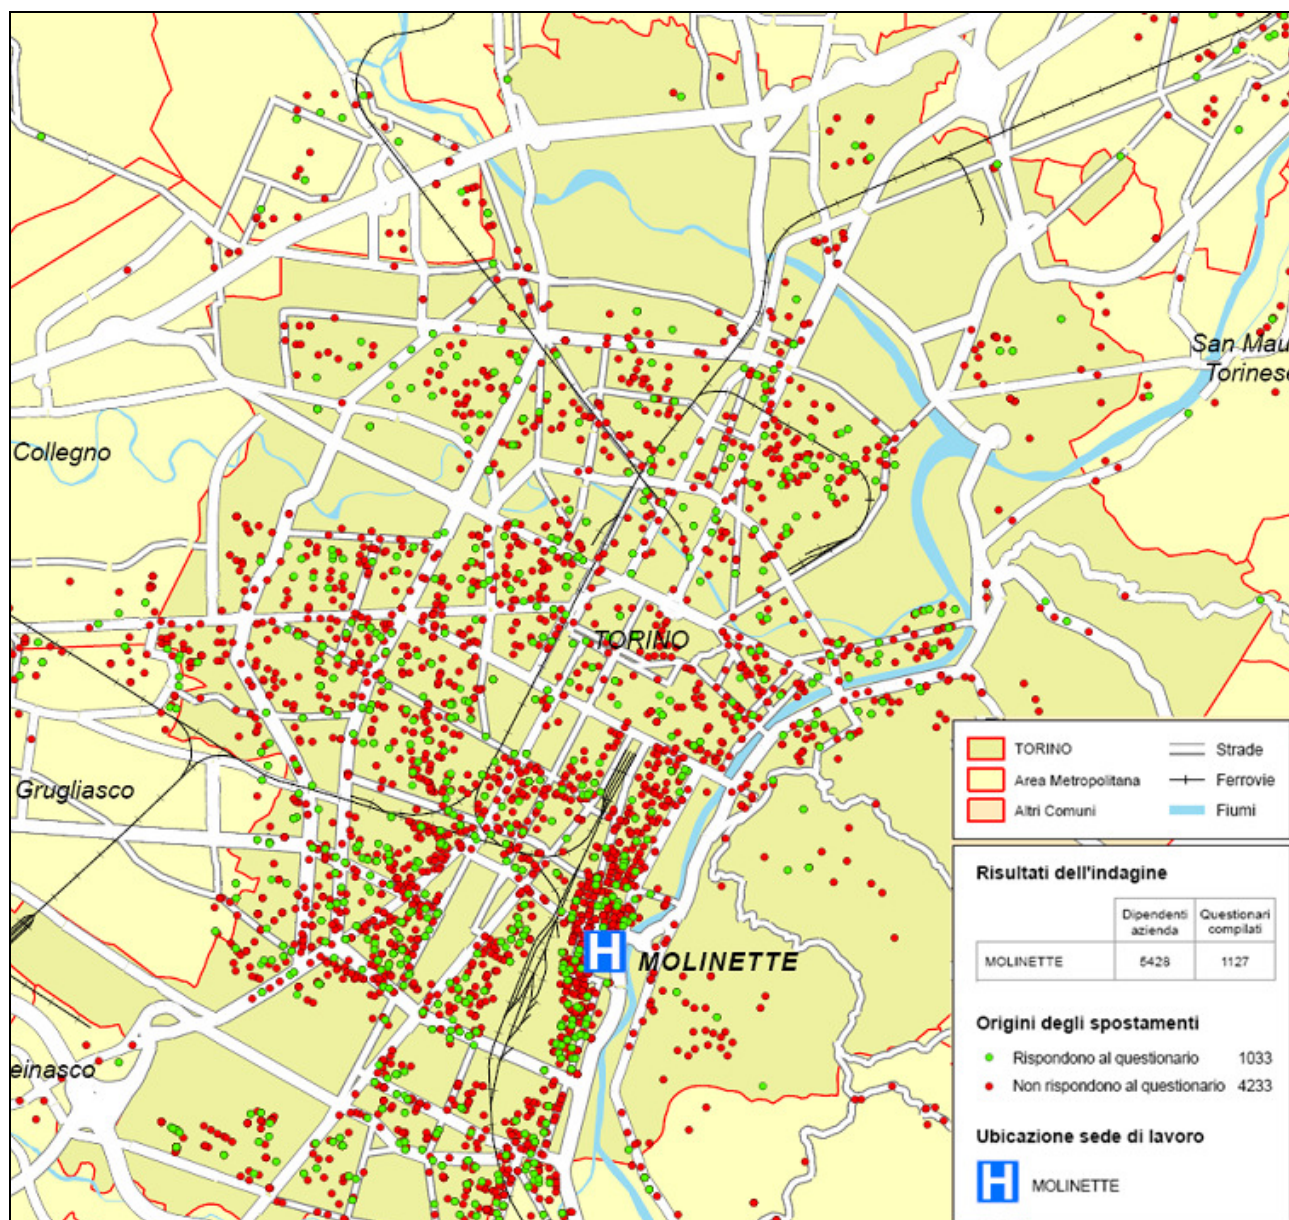 San Mau
Torinese
Collegno
TORINO
Grugliasco
MOLINETTE
einasco
TORINO
Strade
Area Metropolitana
Ferrovie
Altri Comuni
Fiumi
Risultati dell'indagine
Dipendenti azienda
Questionari compilati
MOLINETTE 5428 1127
Origini degli spostamenti
Rispondono al questionario 1033
Non rispondono al questionario 4233
Ubicazione sede di lavoro
H MOLINETTE
H